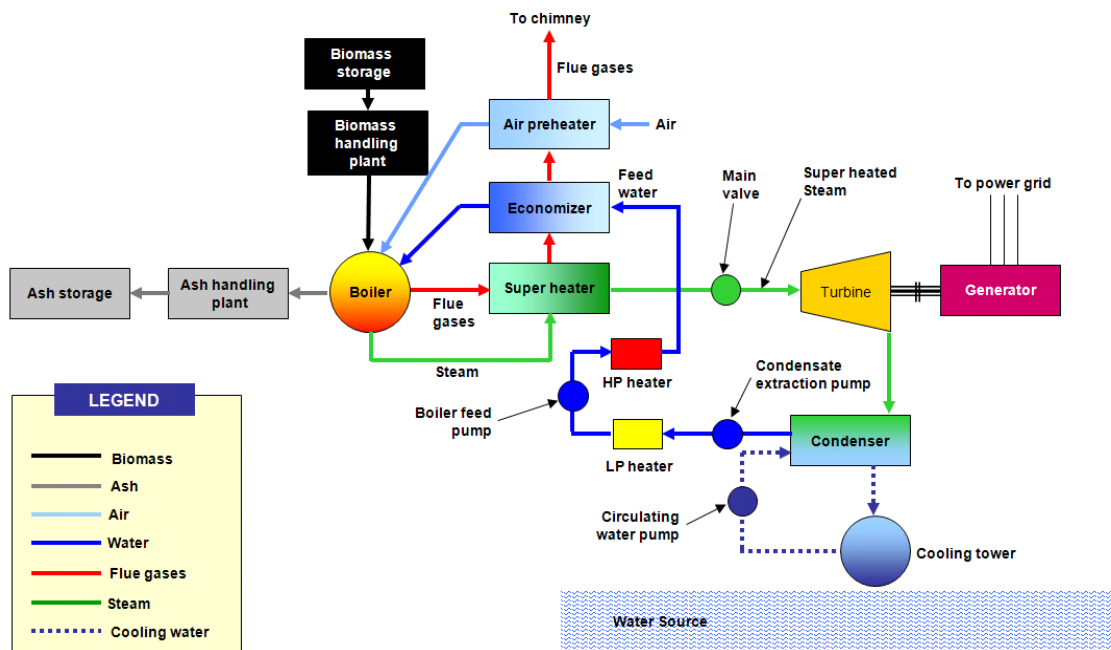 To chimney
Biomass
storage
Flue gases
Biomass
handling
plant
Air preheater
Air
Feed
water
Main
valve
Super heated
Steam
To power grid
Economizer
Ash storage
Ash handling
plant
Boiler
Flue
gases
Super heater
Turbine
Generator
Steam
HP heater
Condensate
extraction pump
Boiler feed
pump
LP heater
Condenser
Circulating
water pump
Cooling tower
Water Source
LEGEND
Biomass
Ash
Air
Water
Flue gases
Steam
Cooling water